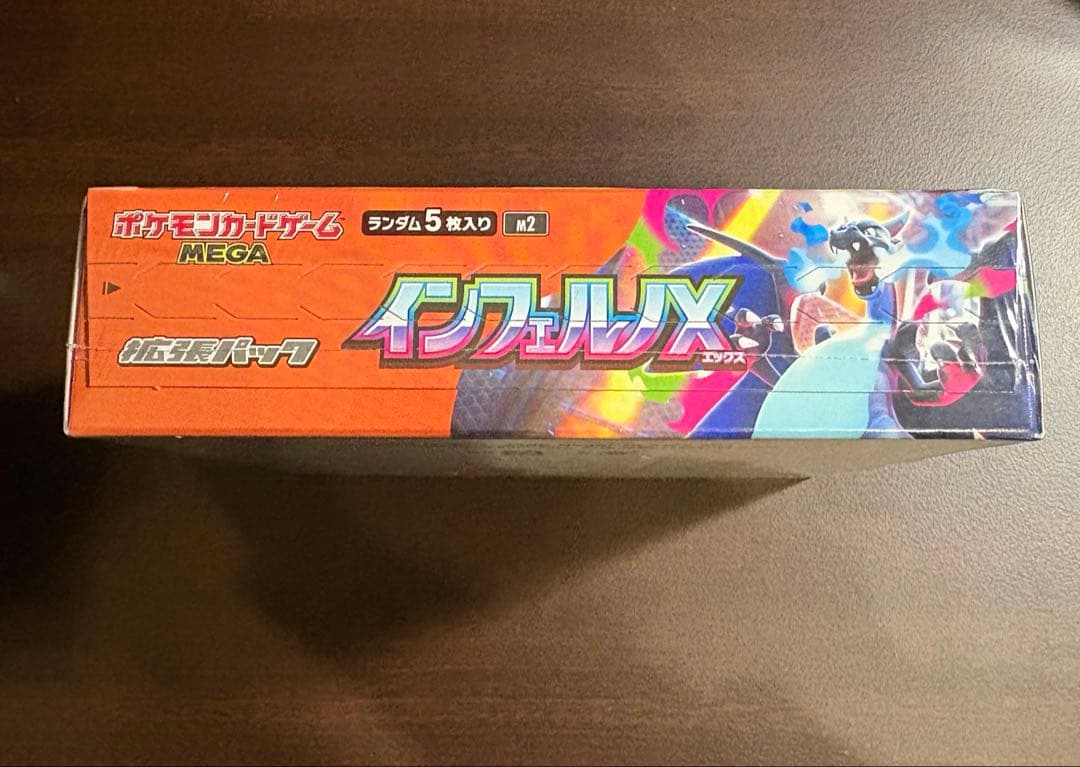 ポケモンカードゲーム
MEGA
ランダム5枚入り
M2
拡張パック
インフェルノX
エックス